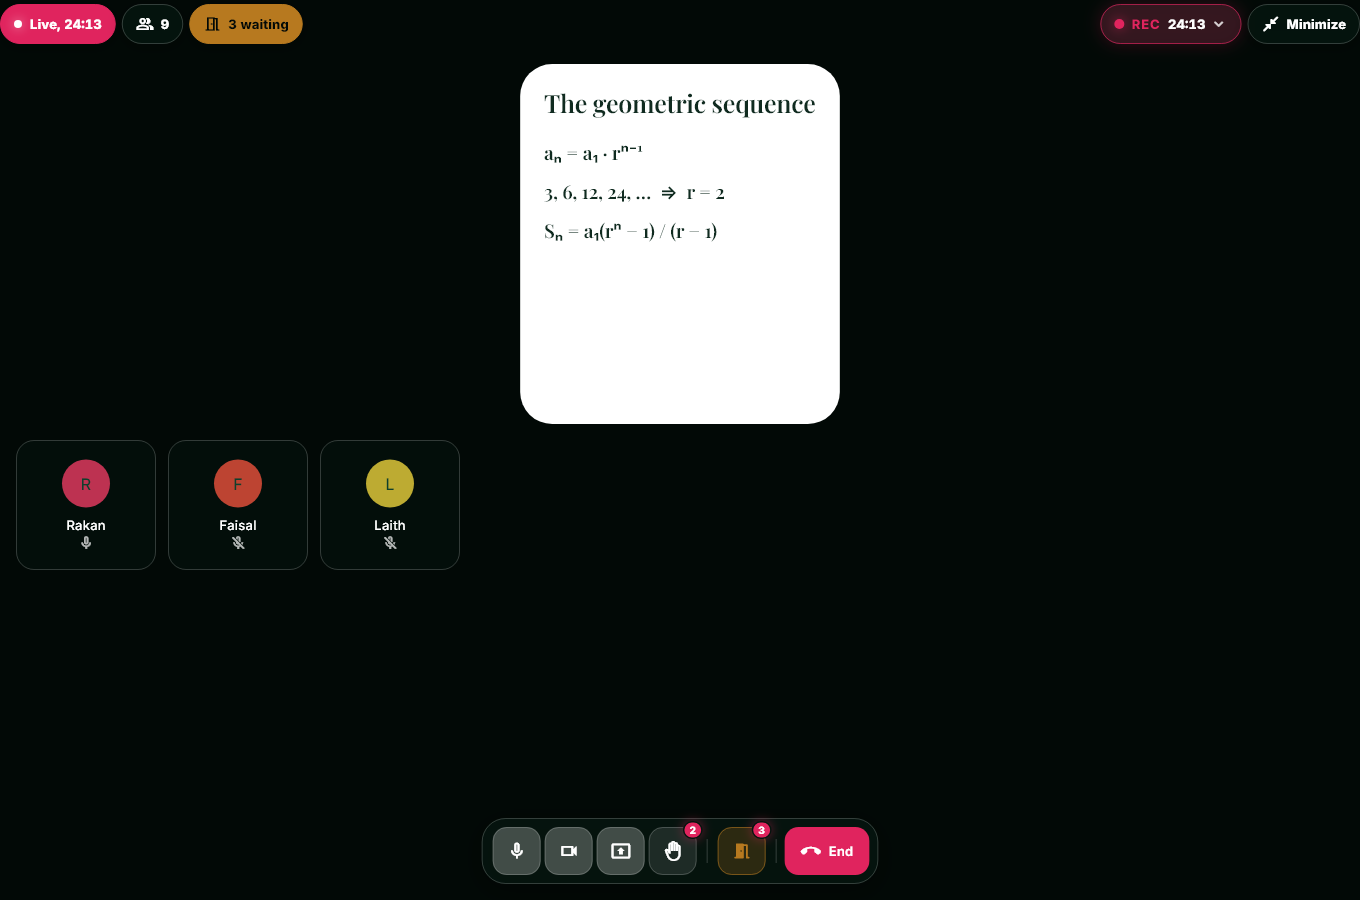 Live, 24:13
9
3 waiting
REC 24:13
Minimize
The geometric sequence
aₙ = a₁ · rⁿ⁻¹
3, 6, 12, 24, … ⇒ r = 2
Sₙ = a₁(rⁿ − 1) / (r − 1)
R
F
L
Rakan
Faisal
Laith
2
3
End